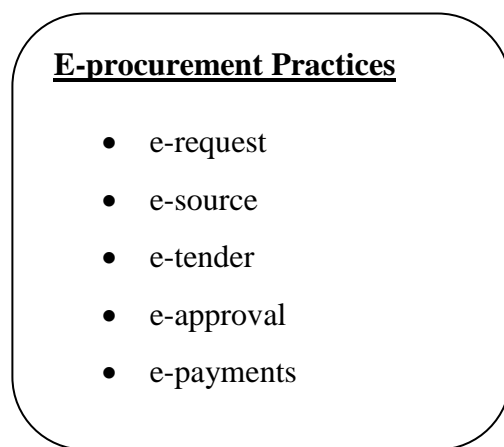 E-procurement Practices
• e-request
• e-source
• e-tender
• e-approval
• e-payments